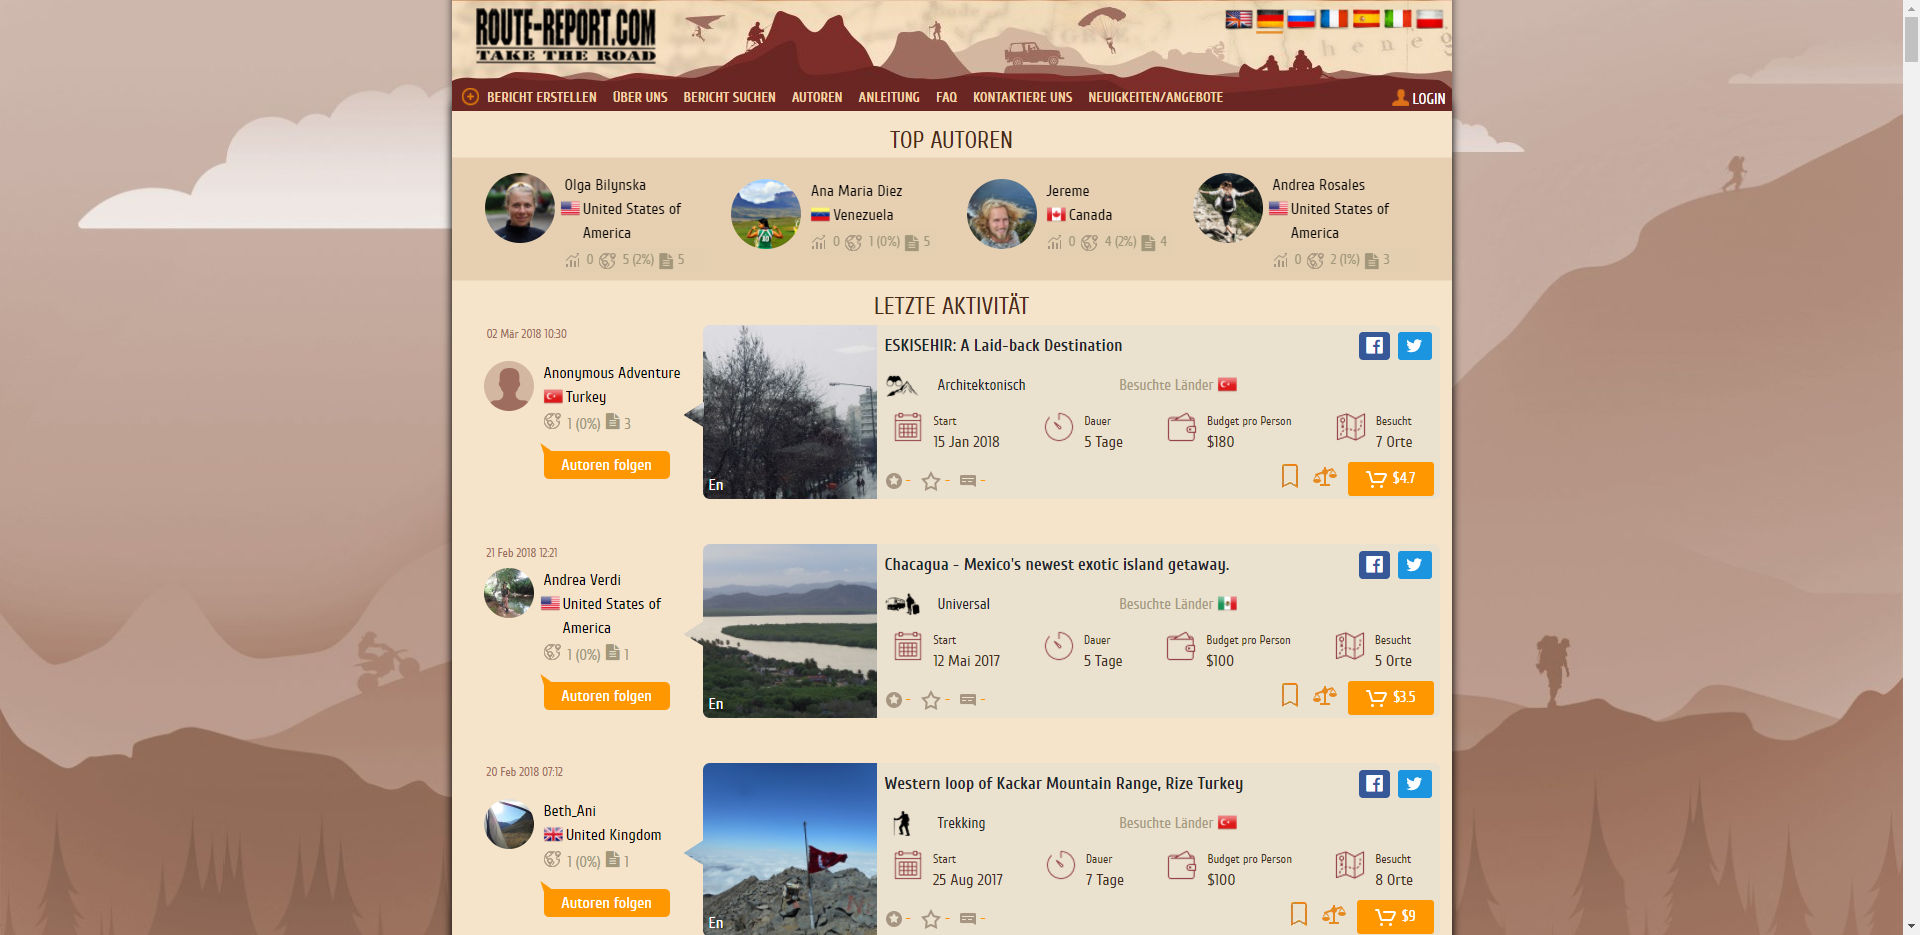 ROUTE-REPORT.COM
TAKE THE ROAD
BERICHT ERSTELLEN ÜBER UNS BERICHT SUCHEN AUTOREN ANLEITUNG FAQ KONTAKTIERE UNS NEUIGKEITEN/ANGEBOTE LOGIN
TOP AUTOREN
Olga Bilynska
United States of
America
0 5 (2%) 5
Ana Maria Diez
Venezuela
0 1 (0%) 5
Jereme
Canada
0 4 (2%) 4
Andrea Rosales
United States of
America
0 2 (1%) 3
LETZTE AKTIVITÄT
02 Mär 2018 10:30
Anonymous Adventure
Turkey
1 (0%) 3
Autoren folgen
En
ESKISEHIR: A Laid-back Destination
Architektonisch Besuchte Länder
Start Dauer Budget pro Person Besucht
15 Jan 2018 5 Tage $180 7 Orte
- - - $4.7
21 Feb 2018 12:21
Andrea Verdi
United States of
America
1 (0%) 1
Autoren folgen
En
Chacagua - Mexico's newest exotic island getaway.
Universal Besuchte Länder
Start Dauer Budget pro Person Besucht
12 Mai 2017 5 Tage $100 5 Orte
- - - $3.5
20 Feb 2018 07:12
Beth_Ani
United Kingdom
1 (0%) 1
Autoren folgen
En
Western loop of Kackar Mountain Range, Rize Turkey
Trekking Besuchte Länder
Start Dauer Budget pro Person Besucht
25 Aug 2017 7 Tage $100 8 Orte
- - - $9